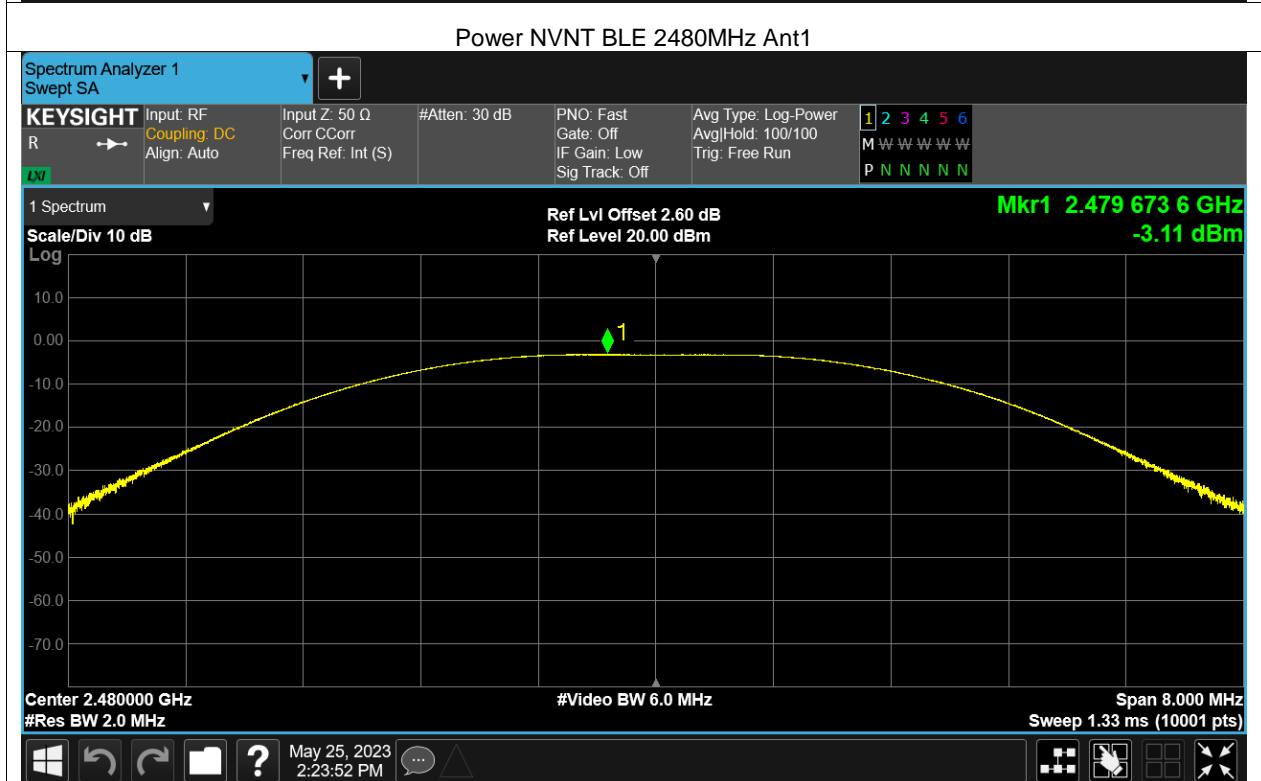 Power NVNT BLE 2480MHz Ant1
Spectrum Analyzer 1
Swept SA
KEYSIGHT
R
LXI
Input: RF
Coupling: DC
Align: Auto
Input Z: 50 Ω
Corr CCorr
Freq Ref: Int (S)
#Atten: 30 dB
PNO: Fast
Gate: Off
IF Gain: Low
Sig Track: Off
Avg Type: Log-Power
Avg|Hold: 100/100
Trig: Free Run
1 2 3 4 5 6
M W W W W W
P N N N N N
1 Spectrum
Scale/Div 10 dB
Ref Lvl Offset 2.60 dB
Ref Level 20.00 dBm
Mkr1 2.479 673 6 GHz
-3.11 dBm
Log
10.0
0.00
-10.0
-20.0
-30.0
-40.0
-50.0
-60.0
-70.0
1
Center 2.480000 GHz
#Res BW 2.0 MHz
#Video BW 6.0 MHz
Span 8.000 MHz
Sweep 1.33 ms (10001 pts)
?
May 25, 2023
2:23:52 PM